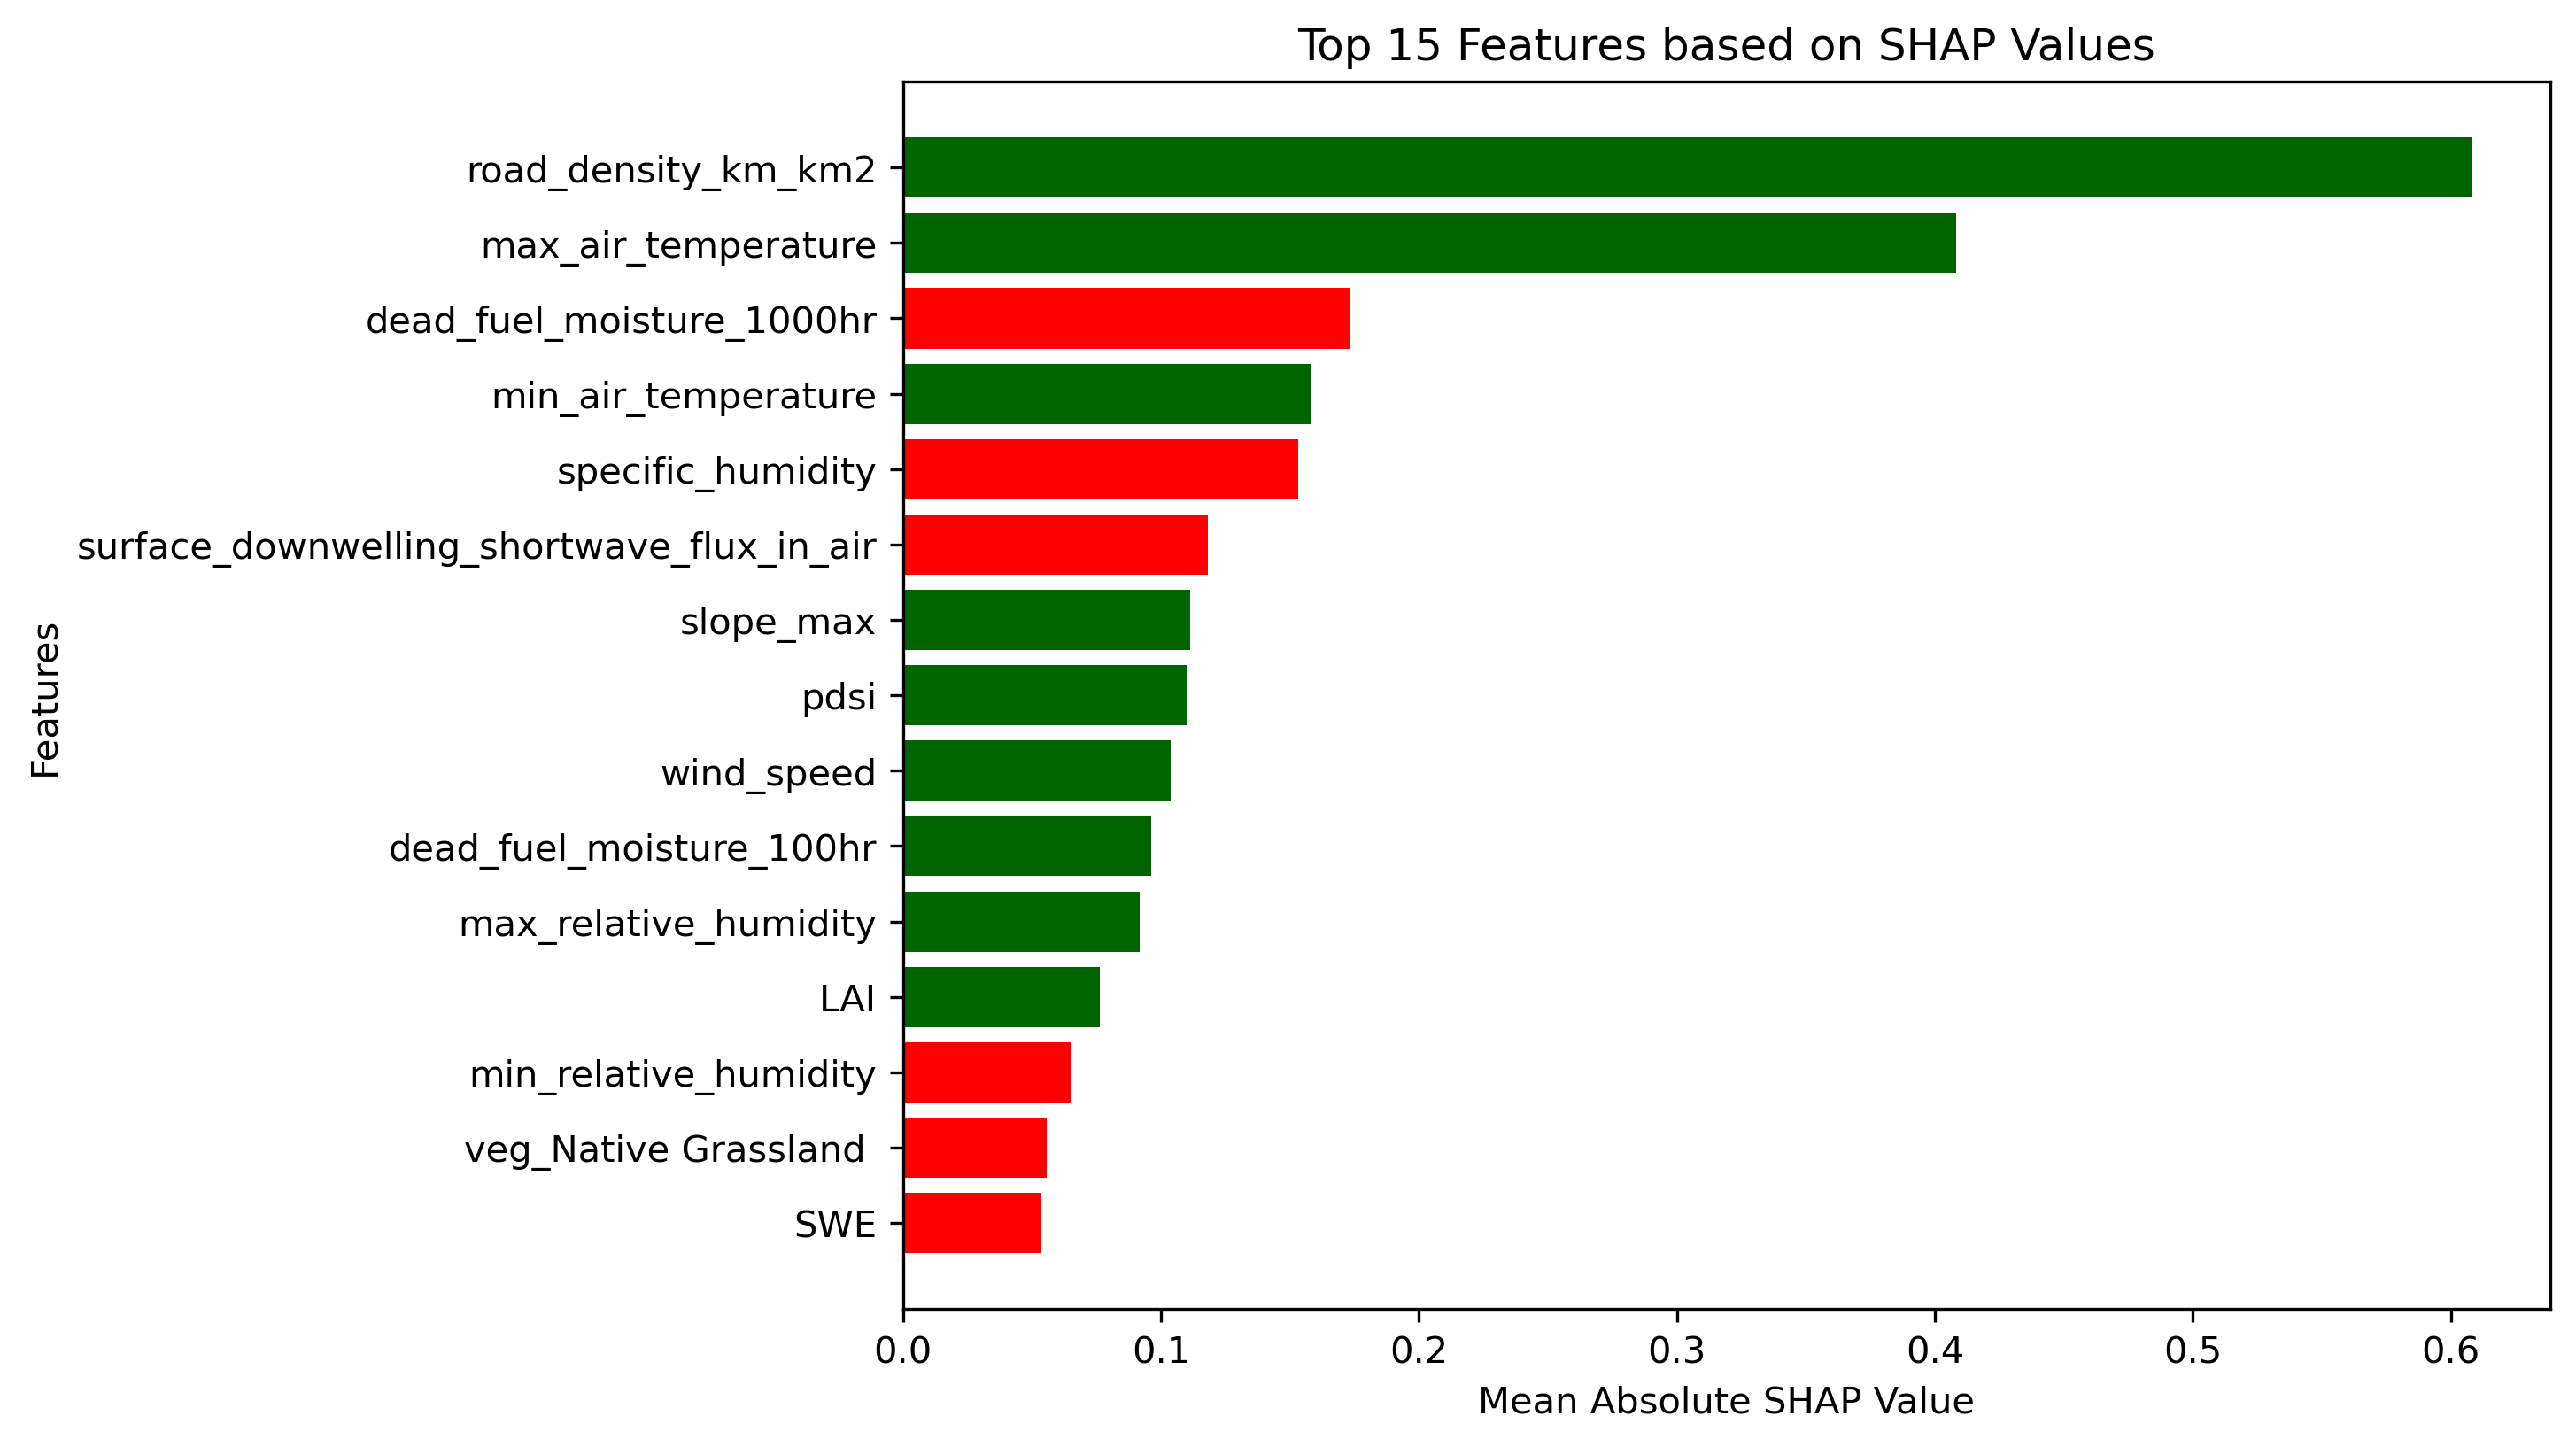 Top 15 Features based on SHAP Values
Features
road_density_km_km2
max_air_temperature
dead_fuel_moisture_1000hr
min_air_temperature
specific_humidity
surface_downwelling_shortwave_flux_in_air
slope_max
pdsi
wind_speed
dead_fuel_moisture_100hr
max_relative_humidity
LAI
min_relative_humidity
veg_Native Grassland
SWE
0.0 0.1 0.2 0.3 0.4 0.5 0.6
Mean Absolute SHAP Value